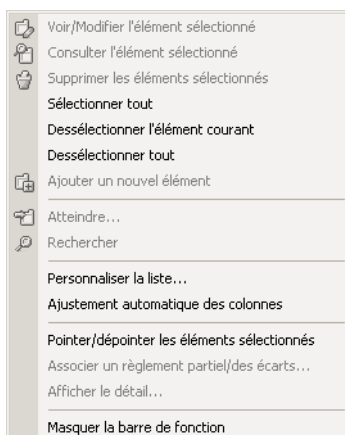 Voir/Modifier l'élément sélectionné
Consulter l'élément sélectionné
Supprimer les éléments sélectionnés
Sélectionner tout
Dessélectionner l'élément courant
Dessélectionner tout
Ajouter un nouvel élément
Atteindre...
Rechercher
Personnaliser la liste...
Ajustement automatique des colonnes
Pointer/dépointer les éléments sélectionnés
Associer un règlement partiel/des écarts...
Afficher le détail...
Masquer la barre de fonction